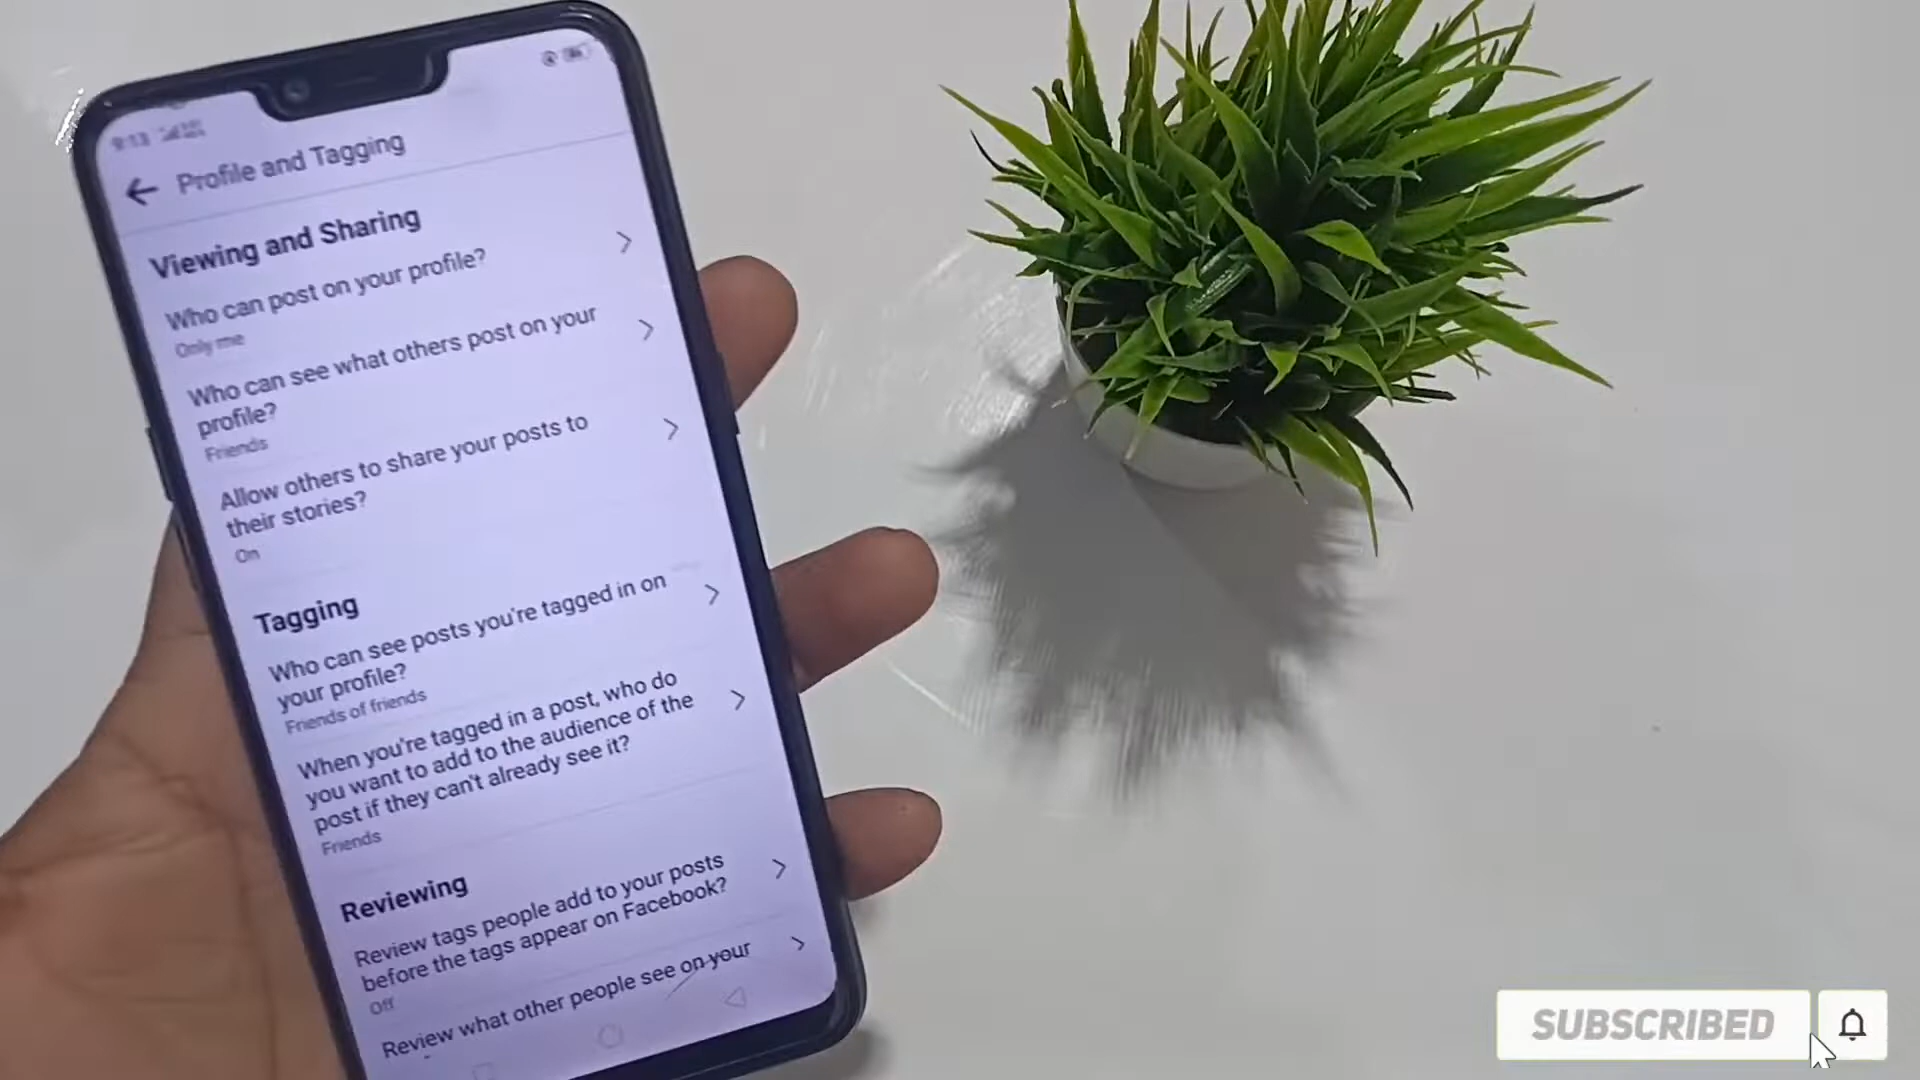 9:13
Profile and Tagging
Viewing and Sharing
Who can post on your profile?
Only me
Who can see what others post on your
profile?
Friends
Allow others to share your posts to
their stories?
On
Tagging
Who can see posts you're tagged in on
your profile?
Friends of friends
When you're tagged in a post, who do
you want to add to the audience of the
post if they can't already see it?
Friends
Reviewing
Review tags people add to your posts
before the tags appear on Facebook?
Off
Review what other people see on your
SUBSCRIBED